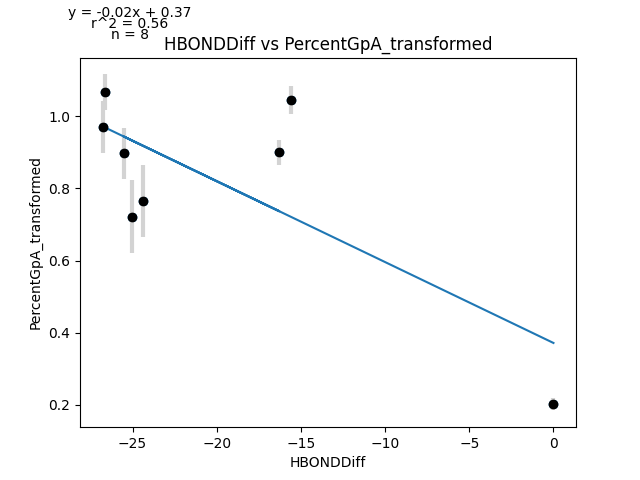 y = -0.02x + 0.37
r^2 = 0.56
n = 8
HBONDDiff vs PercentGpA_transformed
1.0
0.8
0.6
0.4
0.2
PercentGpA_transformed
−25
−20
−15
−10
−5
0
HBONDDiff